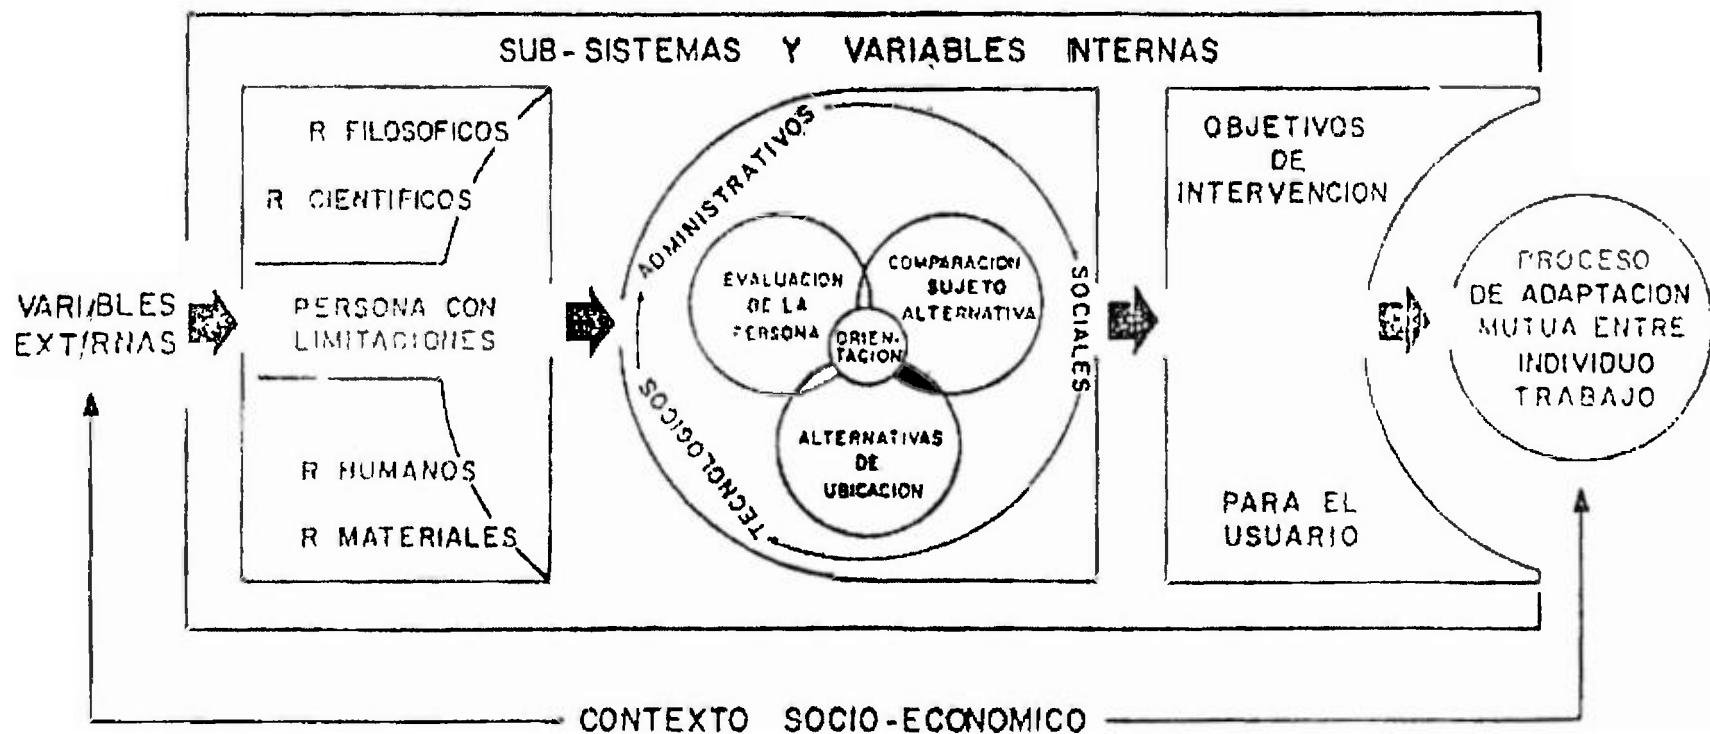 SUB-SISTEMAS Y VARIABLES INTERNAS
VARIABLES
EXTERNAS
R FILOSOFICOS
R CIENTIFICOS
PERSONA CON
LIMITACIONES
R HUMANOS
R MATERIALES
ADMINISTRATIVOS
SOCIALES
TECNOLOGICOS
EVALUACION
DE LA
PERSONA
COMPARACION
SUJETO
ALTERNATIVA
ORIEN-
TACION
ALTERNATIVAS
DE
UBICACION
OBJETIVOS
DE
INTERVENCION
PARA EL
USUARIO
PROCESO
DE ADAPTACION
MUTUA ENTRE
INDIVIDUO
TRABAJO
CONTEXTO SOCIO-ECONOMICO